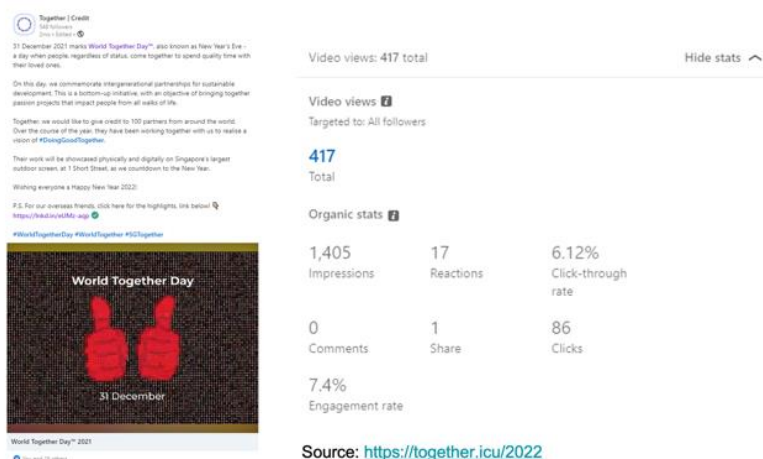 Together | Credit
568 followers
2mo • Edited •
31 December 2021 marks World Together Day™, also known as New Year's Eve -
a day when people, regardless of status, come together to spend quality time with
their loved ones.
On this day, we commemorate intergenerational partnerships for sustainable
development. This is a bottom-up initiative, with an objective of bringing together
passion projects that impact people from all walks of life.
Together, we would like to give credit to 100 partners from around the world.
Over the course of the year, they have been working together with us to realise a
vision of #DoingGoodTogether.
Their work will be showcased physically and digitally on Singapore's largest
outdoor screen, at 1 Short Street, as we countdown to the New Year.
Wishing everyone a Happy New Year 2022!
P.S. For our overseas friends, click here for the highlights, link below!
https://lnkd.in/eUMz-aqp
#WorldTogetherDay #WorldTogether #SGTogether
World Together Day
31 December
World Together Day™ 2021
Video views: 417 total
Hide stats
Video views
Targeted to: All followers
417
Total
Organic stats
1,405 17 6.12%
Impressions Reactions Click-through
rate
0 1 86
Comments Share Clicks
7.4%
Engagement rate
Source: https://together.icu/2022